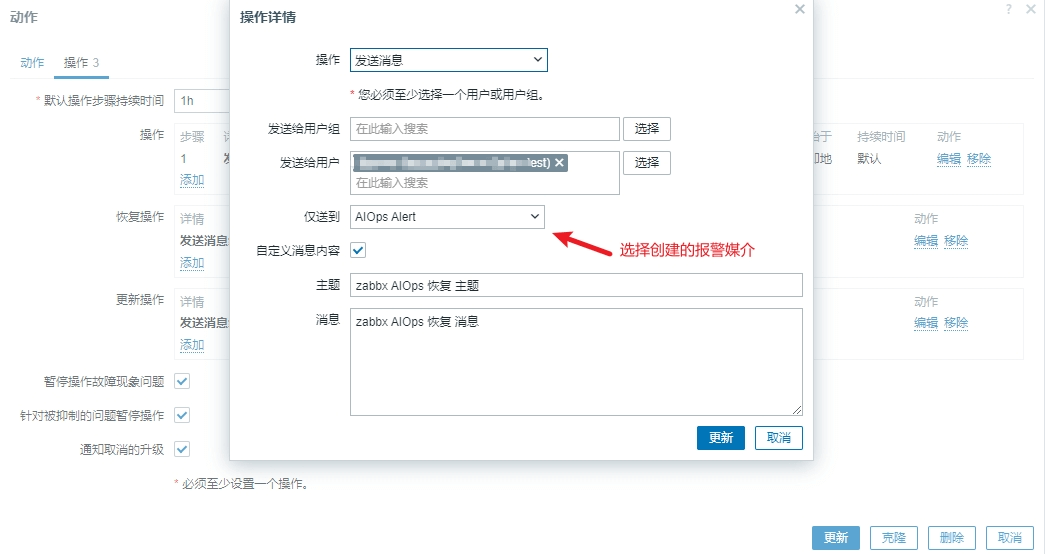 动作
?
操作详情
动作
操作 3
操作
发送消息
* 您必须至少选择一个用户或用户组。
* 默认操作步骤持续时间
1h
发送给用户组
在此输入搜索
选择
操作
步骤
持续时间
动作
1
默认
编辑 移除
添加
发送给用户
test)
选择
在此输入搜索
恢复操作
详情
动作
发送消息
编辑 移除
添加
仅送到
AIOps Alert
选择创建的报警媒介
自定义消息内容
主题
zabbx AIOps 恢复 主题
更新操作
详情
动作
发送消息
编辑 移除
添加
消息
zabbx AIOps 恢复 消息
暂停操作故障现象问题
针对被抑制的问题暂停操作
通知取消的升级
更新
取消
* 必须至少设置一个操作。
更新
克隆
删除
取消